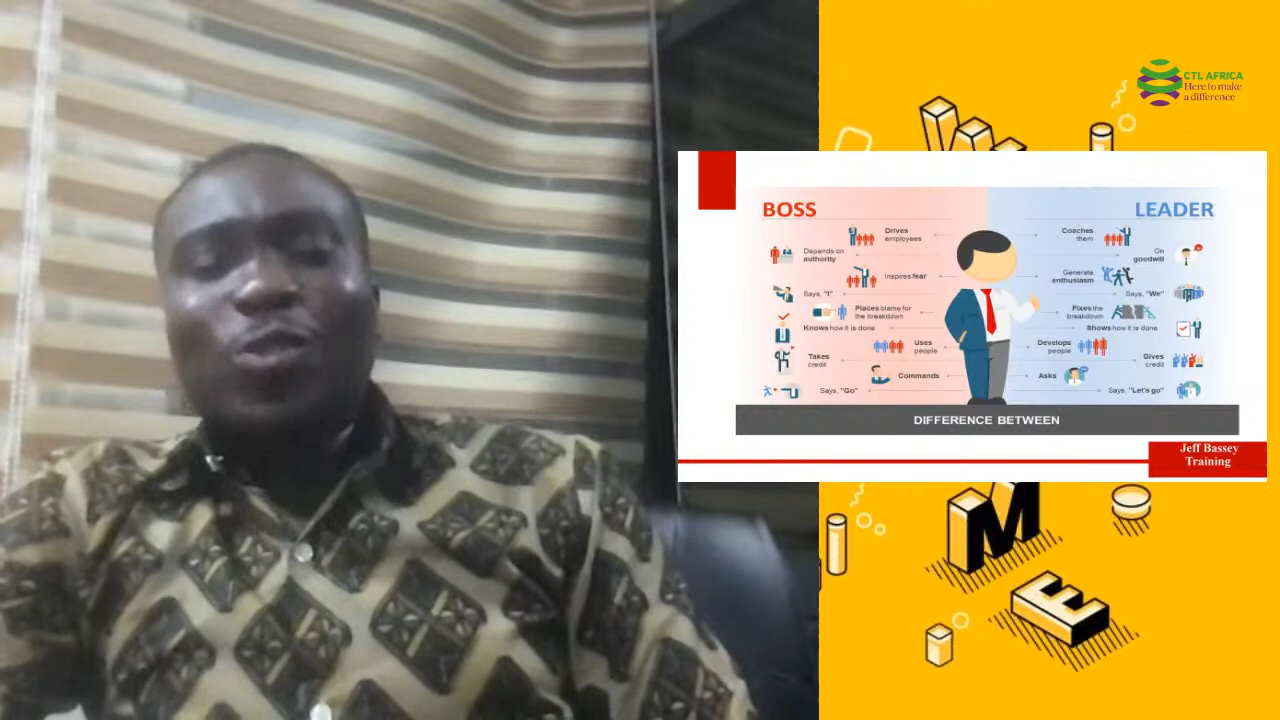 CTL AFRICA
Here to make
a difference
BOSS
LEADER
Drives
employees
Coaches
them
Depends on
authority
On
goodwill
Inspires fear
Generate
enthusiasm
Says, "I"
Says, "We"
Places blame for
the breakdown
Fixes the
breakdown
Knows how it is done
Shows how it is done
Uses
people
Develops
people
Takes
credit
Gives
credit
Commands
Asks
Says, "Go"
Says, "Let's go"
DIFFERENCE BETWEEN
Jeff Bassey
Training
M
E